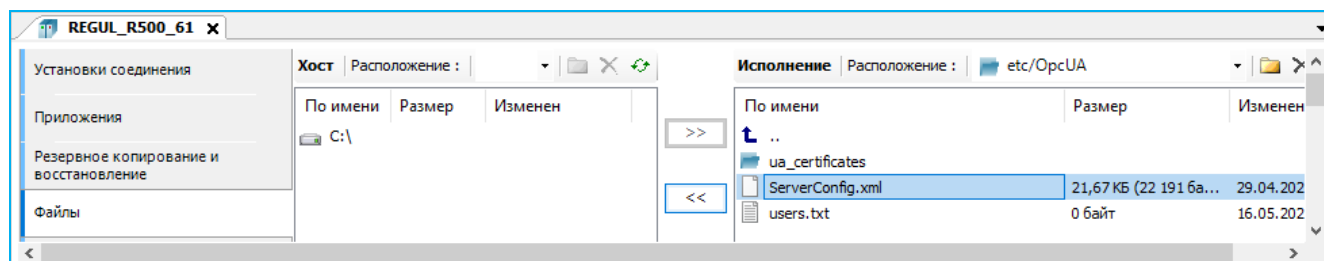 REGUL_R500_61 x
Установки соединения
Приложения
Резервное копирование и
восстановление
Файлы
Хост Расположение :
По имени Размер Изменен
C:\
>>
<<
Исполнение Расположение : etc/OpcUA
По имени Размер Изменен
..
ua_certificates
ServerConfig.xml 21,67 КБ (22 191 ба... 29.04.202
users.txt 0 байт 16.05.202